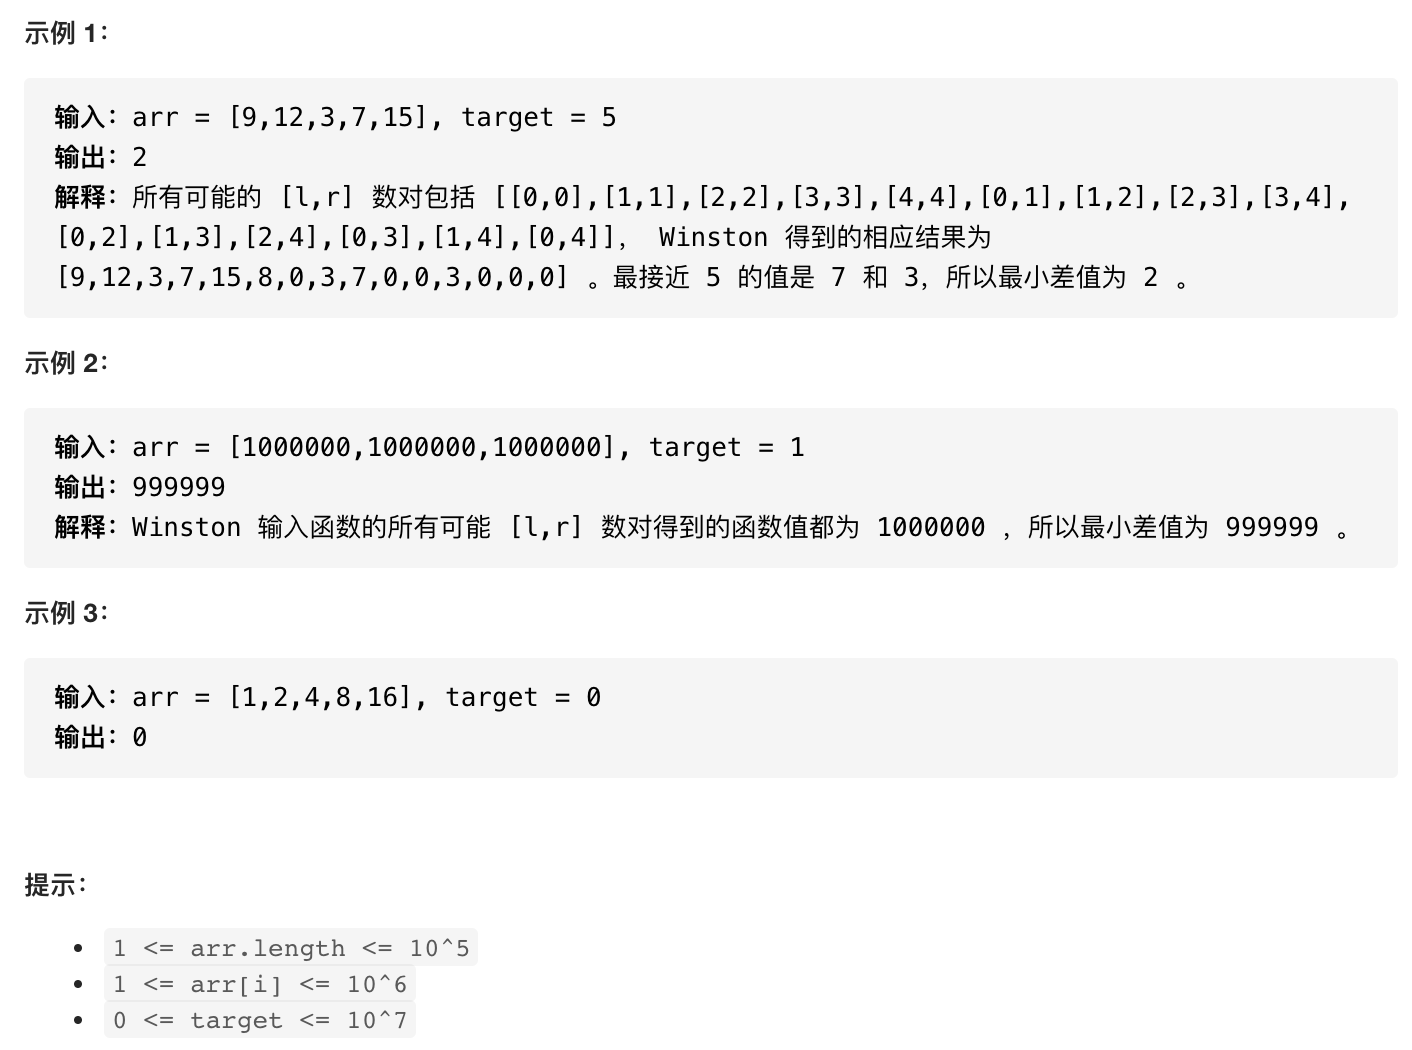 示例 1：
输入：arr = [9,12,3,7,15], target = 5
输出：2
解释：所有可能的 [l,r] 数对包括 [[0,0],[1,1],[2,2],[3,3],[4,4],[0,1],[1,2],[2,3],[3,4],
[0,2],[1,3],[2,4],[0,3],[1,4],[0,4]]， Winston 得到的相应结果为
[9,12,3,7,15,8,0,3,7,0,0,3,0,0,0] 。最接近 5 的值是 7 和 3，所以最小差值为 2 。
示例 2：
输入：arr = [1000000,1000000,1000000], target = 1
输出：999999
解释：Winston 输入函数的所有可能 [l,r] 数对得到的函数值都为 1000000 ，所以最小差值为 999999 。
示例 3：
输入：arr = [1,2,4,8,16], target = 0
输出：0
提示：
• 1 <= arr.length <= 10^5
• 1 <= arr[i] <= 10^6
• 0 <= target <= 10^7